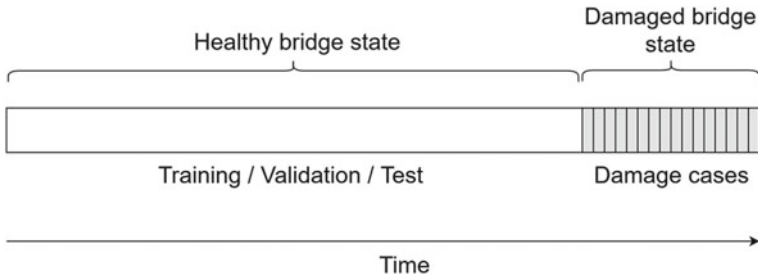 Healthy bridge state
Damaged bridge
state
Training / Validation / Test
Damage cases
Time